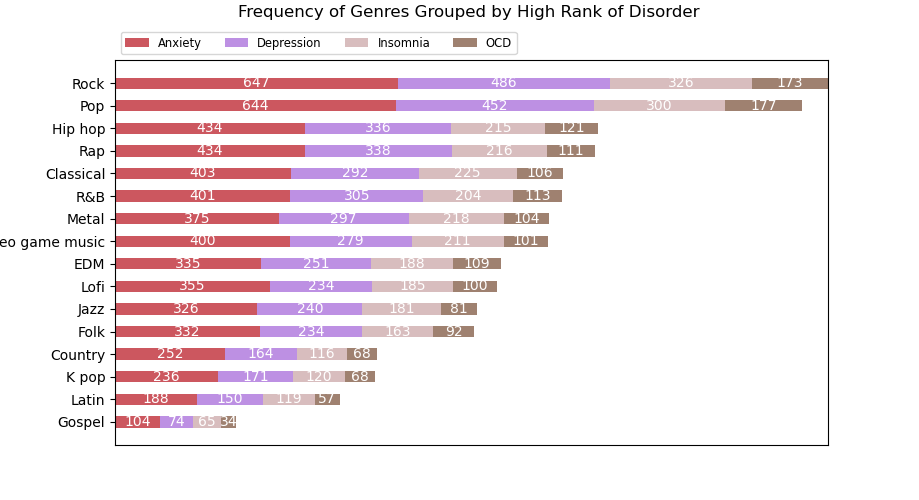 Frequency of Genres Grouped by High Rank of Disorder
Anxiety Depression Insomnia OCD
Rock 647 486 326 173
Pop 644 452 300 177
Hip hop 434 336 215 121
Rap 434 338 216 111
Classical 403 292 225 106
R&B 401 305 204 113
Metal 375 297 218 104
eo game music 400 279 211 101
EDM 335 251 188 109
Lofi 355 234 185 100
Jazz 326 240 181 81
Folk 332 234 163 92
Country 252 164 116 68
K pop 236 171 120 68
Latin 188 150 119 57
Gospel 104 74 65 34